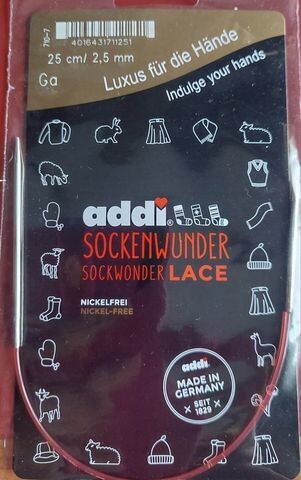 710-7
4016431711251
25 cm/ 2,5 mm
Ga
Luxus für die Hände
Indulge your hands
addi®
SOCKENWUNDER
SOCKWONDER LACE
NICKELFREI
NICKEL-FREE
addi
MADE IN
GERMANY
SEIT
1829